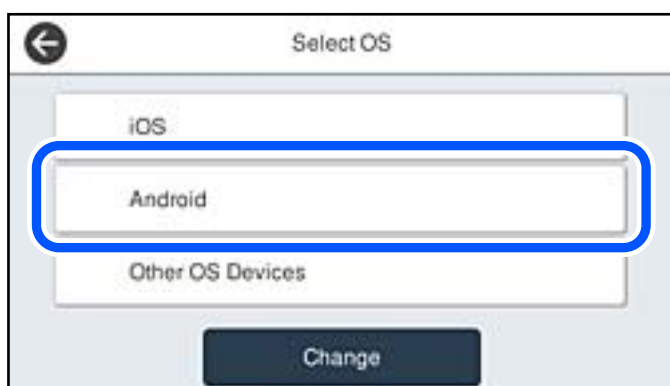 Select OS
iOS
Android
Other OS Devices
Change